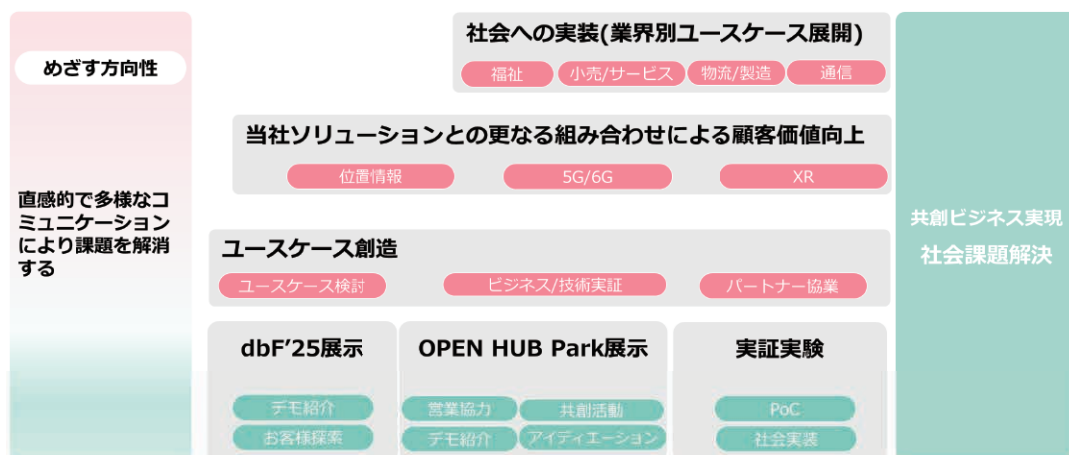 めざす方向性
直感的で多様なコ
ミュニケーション
により課題を解消
する
社会への実装(業界別ユースケース展開)
福祉
小売/サービス
物流/製造
通信
当社ソリューションとの更なる組み合わせによる顧客価値向上
位置情報
5G/6G
XR
ユースケース創造
ユースケース検討
ビジネス/技術実証
パートナー協業
dbF’25展示
デモ紹介
お客様探索
OPEN HUB Park展示
営業協力
共創活動
デモ紹介
アイディエーション
実証実験
PoC
社会実装
共創ビジネス実現
社会課題解決